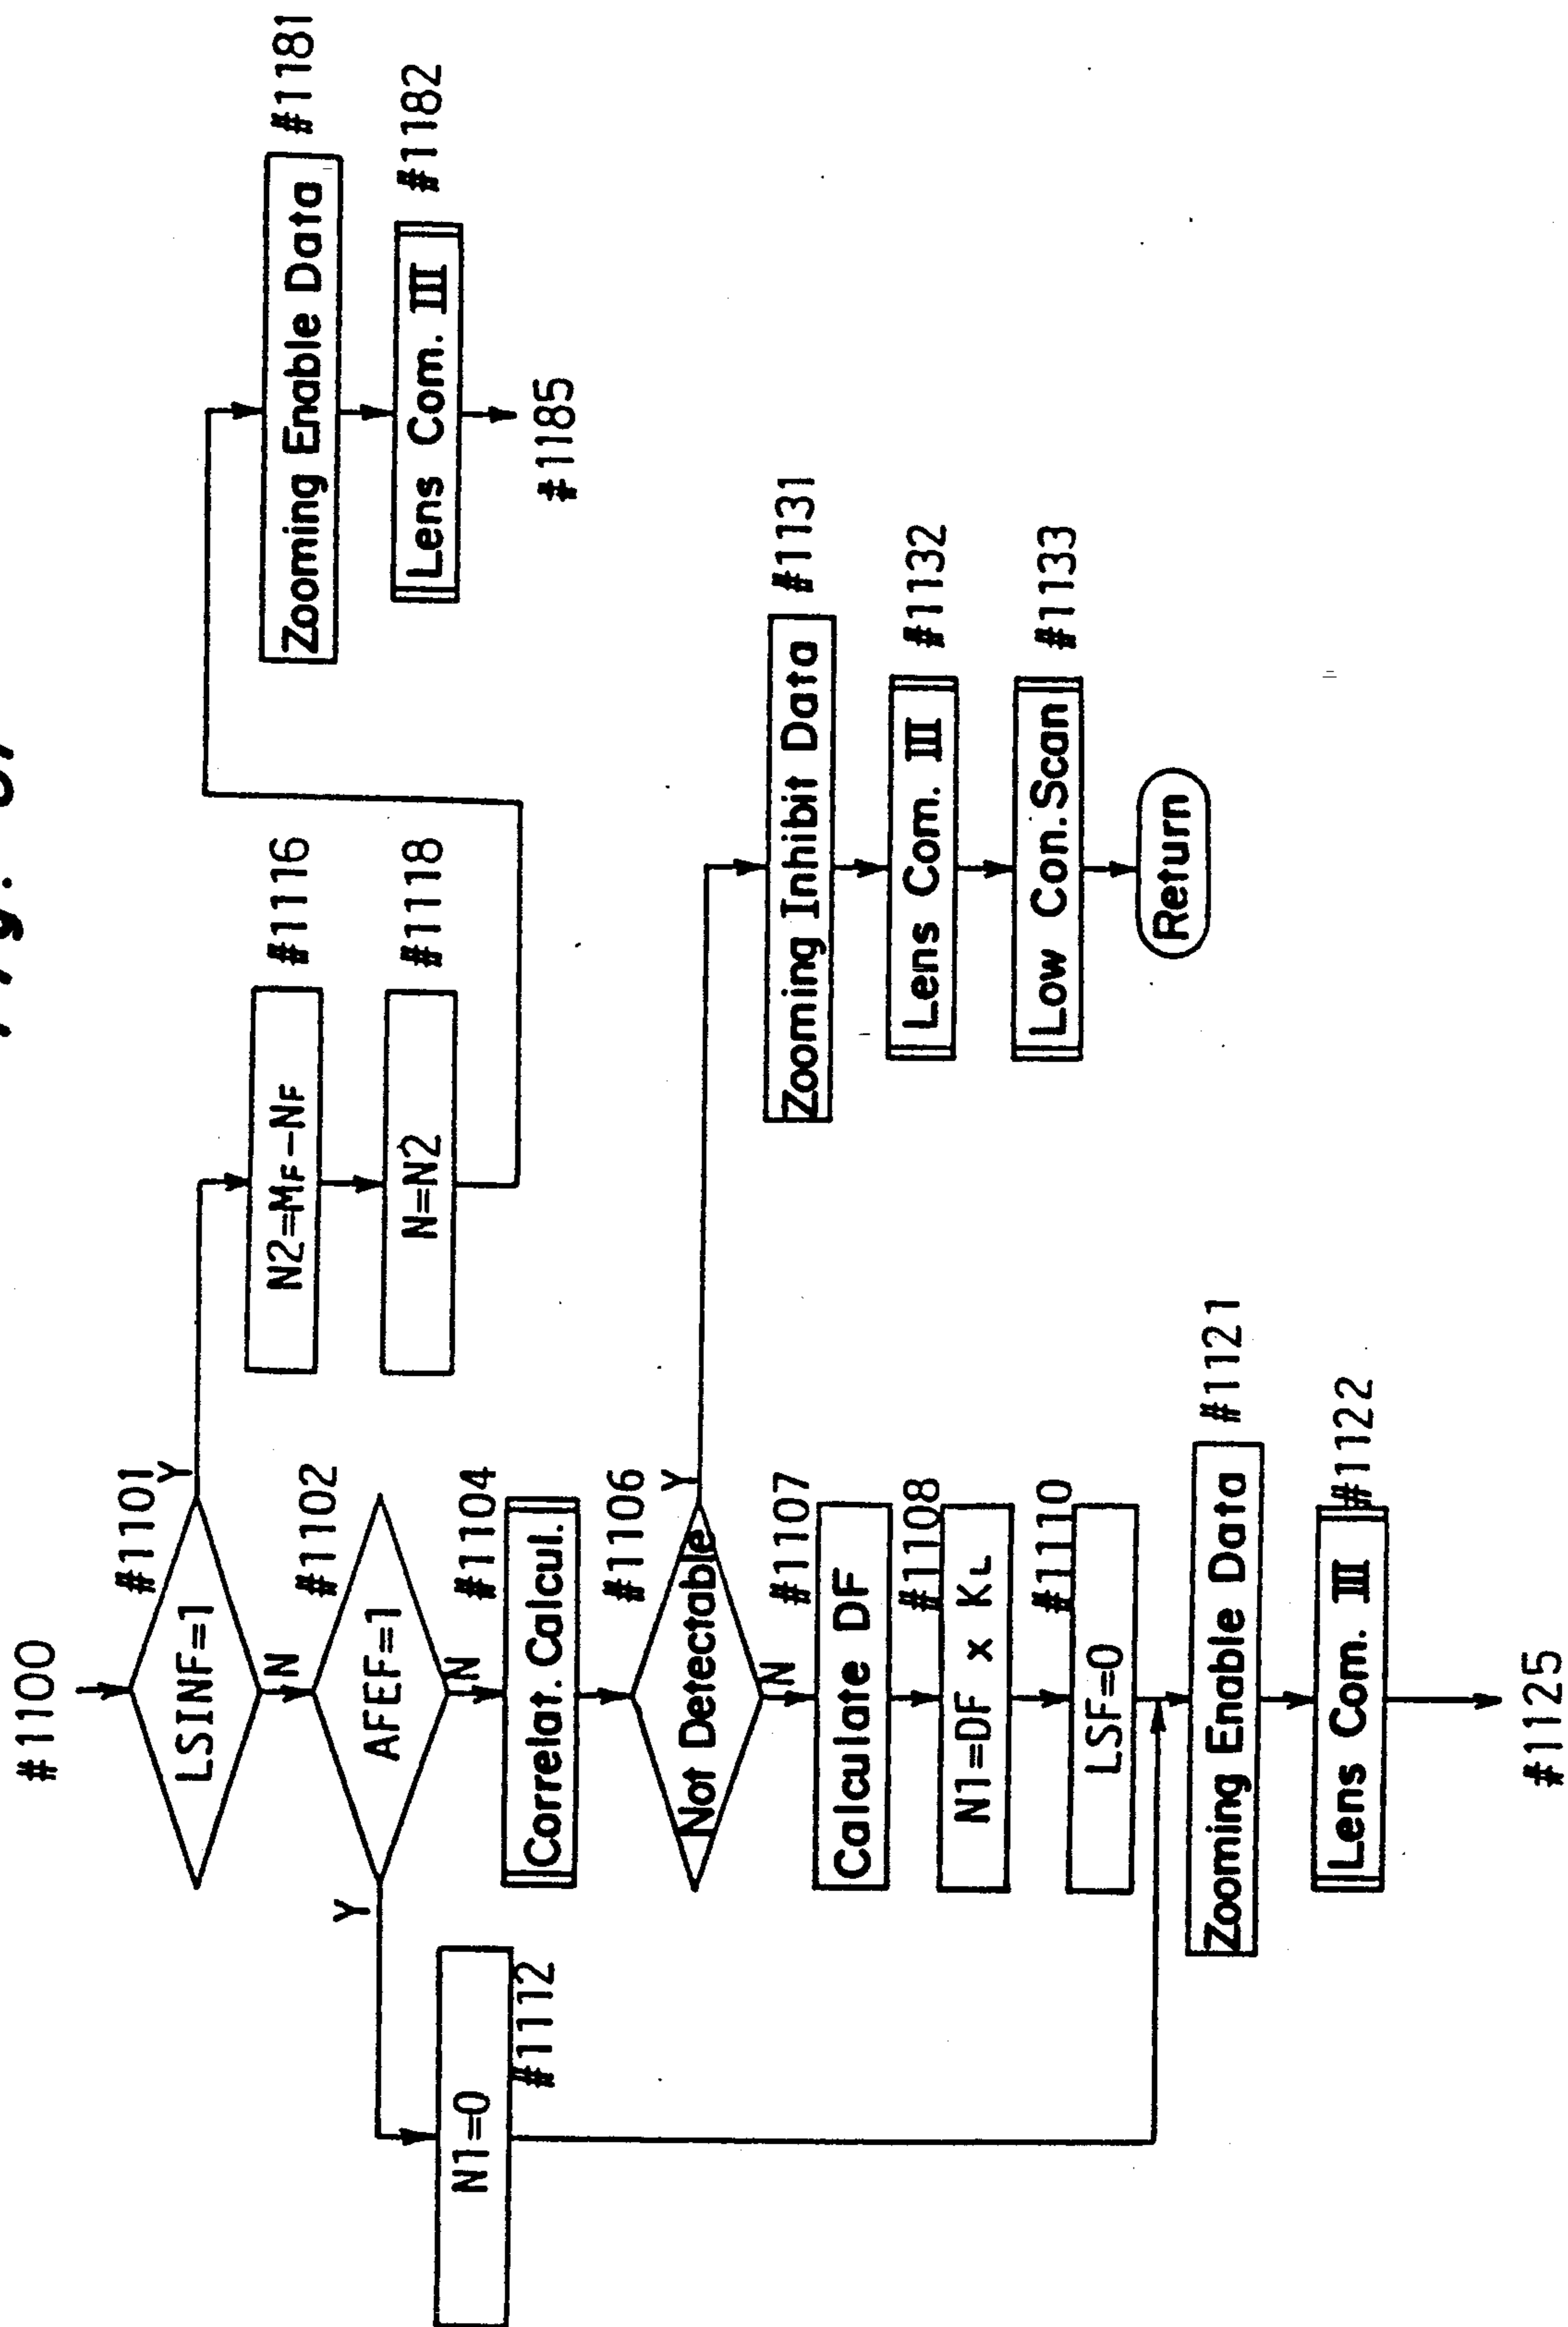 #1100
LSINF=1
#1101
Y
N
N2=MF-NF
#1116
N=N2
#1118
Zooming Enable Data
#1181
Lens Com. III
#1182
#1185
AFEF=1
#1102
Y
N
N1=0
#1112
Correlat. Calcul.
#1104
Not Detectable
#1106
Y
N
Zooming Inhibit Data
#1131
Lens Com. III
#1132
Low Con. Scan
#1133
Return
Calculate DF
#1107
N1=DF x KL
#1108
LSF=0
#1110
Zooming Enable Data
#1121
Lens Com. III
#1122
#1125